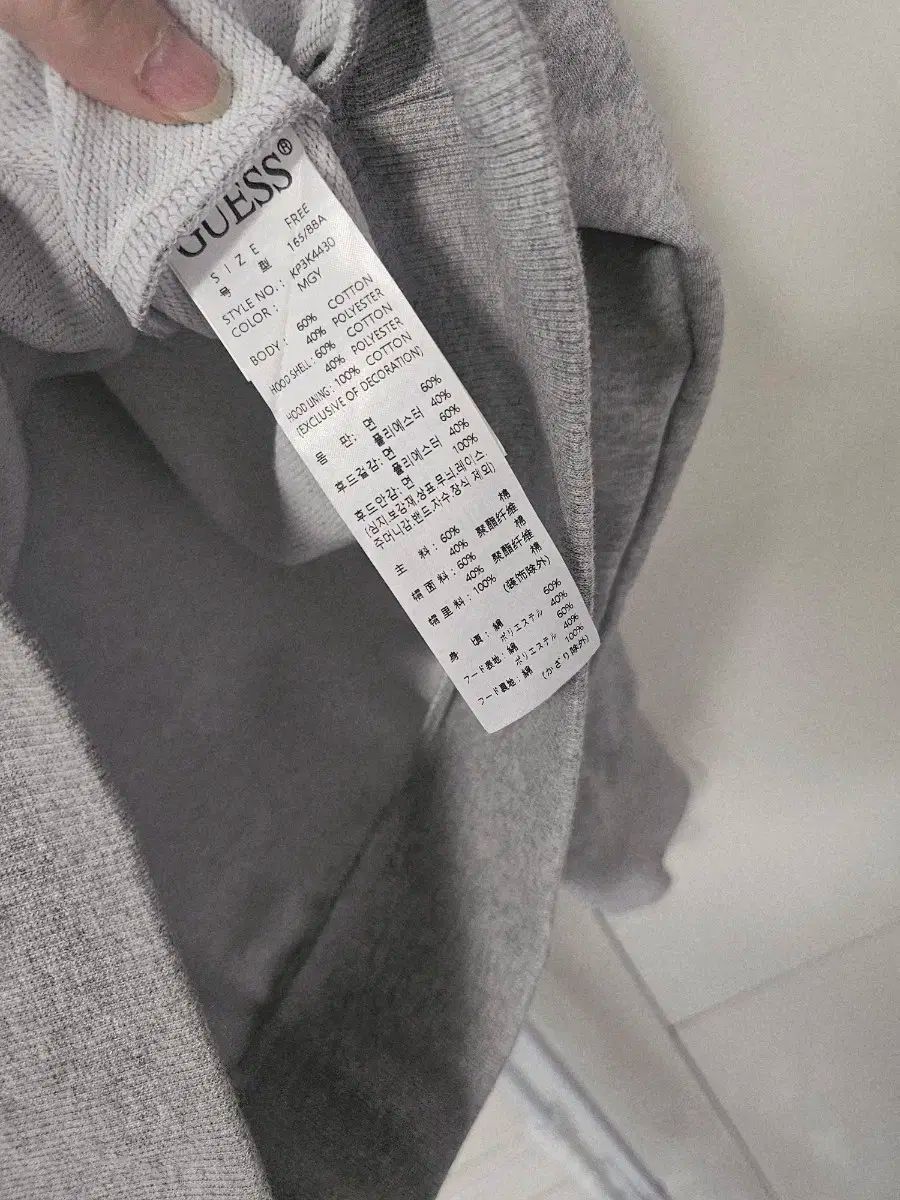 GUESS®
SIZE FREE
号 型 165/88A
STYLE NO.: KP3K4430
COLOR : MGY
BODY : 60% COTTON
40% POLYESTER
HOOD SHELL: 60% COTTON
40% POLYESTER
HOOD LINING: 100% COTTON
(EXCLUSIVE OF DECORATION)
몸 판: 면 60%
폴리에스터 40%
후드겉감: 면 60%
폴리에스터 40%
후드안감: 면 100%
(심지,보강재,상표,무늬,레이스
주머니감,밴드,자수,장식 제외)
主 料: 60% 棉
40% 聚酯纤维
帽面料: 60% 棉
40% 聚酯纤维
帽里料: 100% 棉
(装饰除外)
身 頃: 綿 60%
ポリエステル 40%
フード表地: 綿 60%
ポリエステル 40%
フード裏地: 綿 100%
(かざり除外)